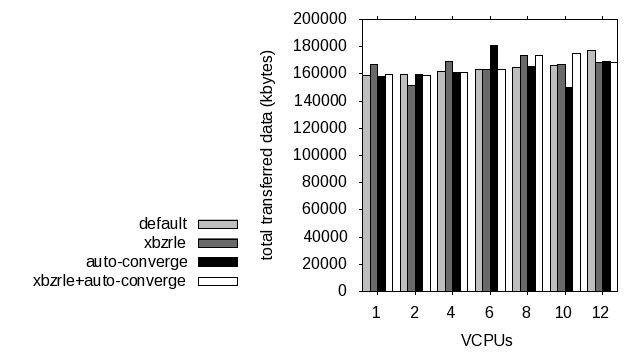 200000
180000
160000
140000
120000
100000
80000
60000
40000
20000
0
total transferred data (kbytes)
1 2 4 6 8 10 12
VCPUs
default
xbzrle
auto-converge
xbzrle+auto-converge